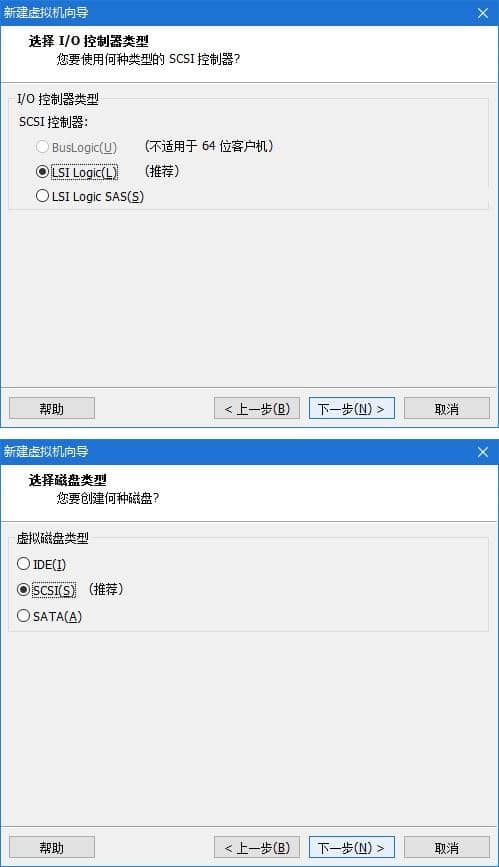 新建虚拟机向导
选择 I/O 控制器类型
您要使用何种类型的 SCSI 控制器?
I/O 控制器类型
SCSI 控制器:
BusLogic(U) (不适用于 64 位客户机)
LSI Logic(L) (推荐)
LSI Logic SAS(S)
帮助 < 上一步(B) 下一步(N) > 取消
新建虚拟机向导
选择磁盘类型
您要创建何种磁盘?
虚拟磁盘类型
IDE(I)
SCSI(S) (推荐)
SATA(A)
帮助 < 上一步(B) 下一步(N) > 取消